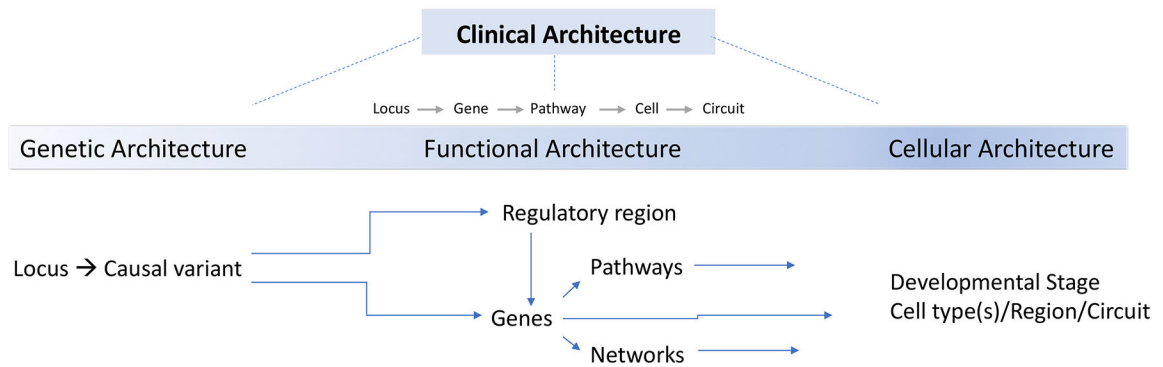 Clinical Architecture
Locus → Gene → Pathway → Cell → Circuit
Genetic Architecture Functional Architecture Cellular Architecture
Regulatory region
Locus → Causal variant
Pathways
Developmental Stage
Cell type(s)/Region/Circuit
Genes
Networks